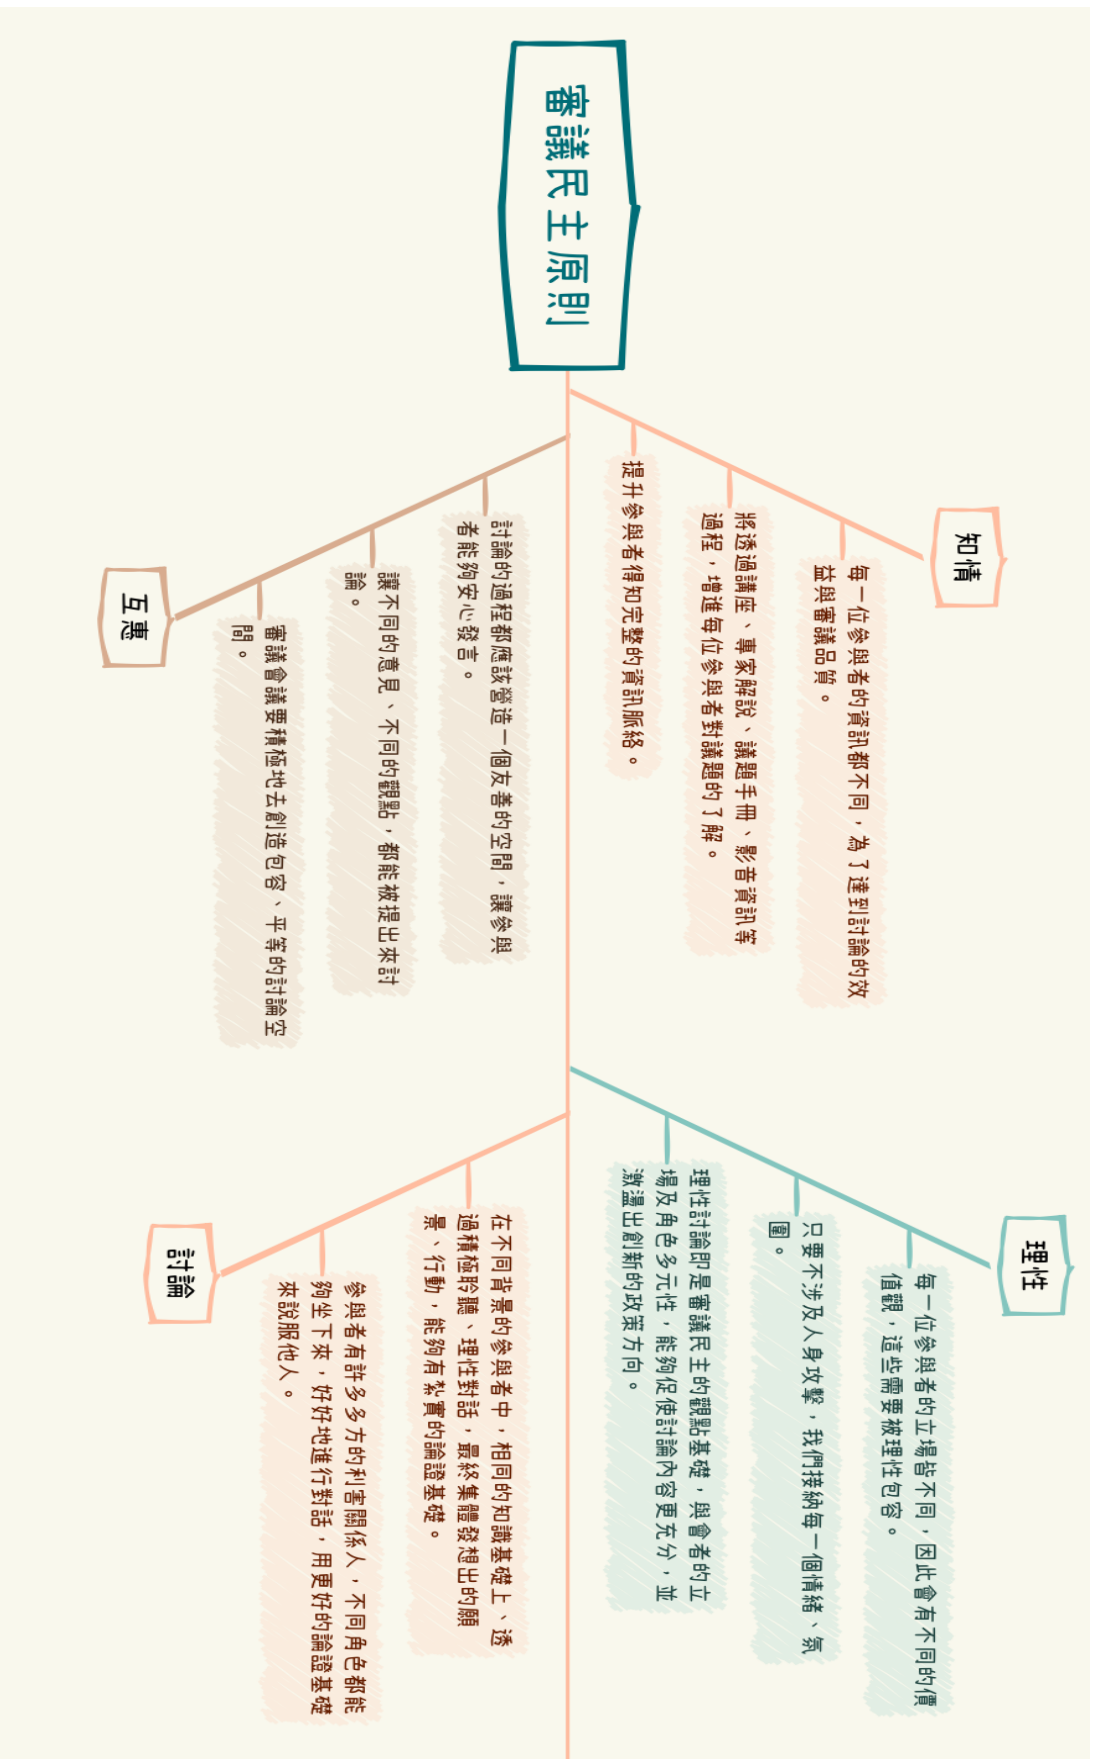 審議民主原則
知情
每一位參與者的資訊都不同，為了達到討論的效
益與審議品質。
將透過講座、專家解說、議題手冊、影音資訊等
過程，增進每位參與者對議題的了解。
提升參與者得知完整的資訊脈絡。
互惠
討論的過程都應該營造一個友善的空間，讓參與
者能夠安心發言。
讓不同的意見、不同的觀點，都能被提出來討
論。
審議會議要積極地去創造包容、平等的討論空
間。
理性
每一位參與者的立場皆不同，因此會有不同的價
值觀，這些需要被理性包容。
只要不涉及人身攻擊，我們接納每一個情緒、氛
圍。
理性討論即是審議民主的觀點基礎，與會者的立
場及角色多元性，能夠促使討論內容更充分，並
激盪出創新的政策方向。
討論
在不同背景的參與者中，相同的知識基礎上、透
過積極聆聽、理性對話，最終集體發想出的願
景、行動，能夠有紮實的論證基礎。
參與者有許多多方的利害關係人，不同角色都能
夠坐下來，好好地進行對話，用更好的論證基礎
來說服他人。